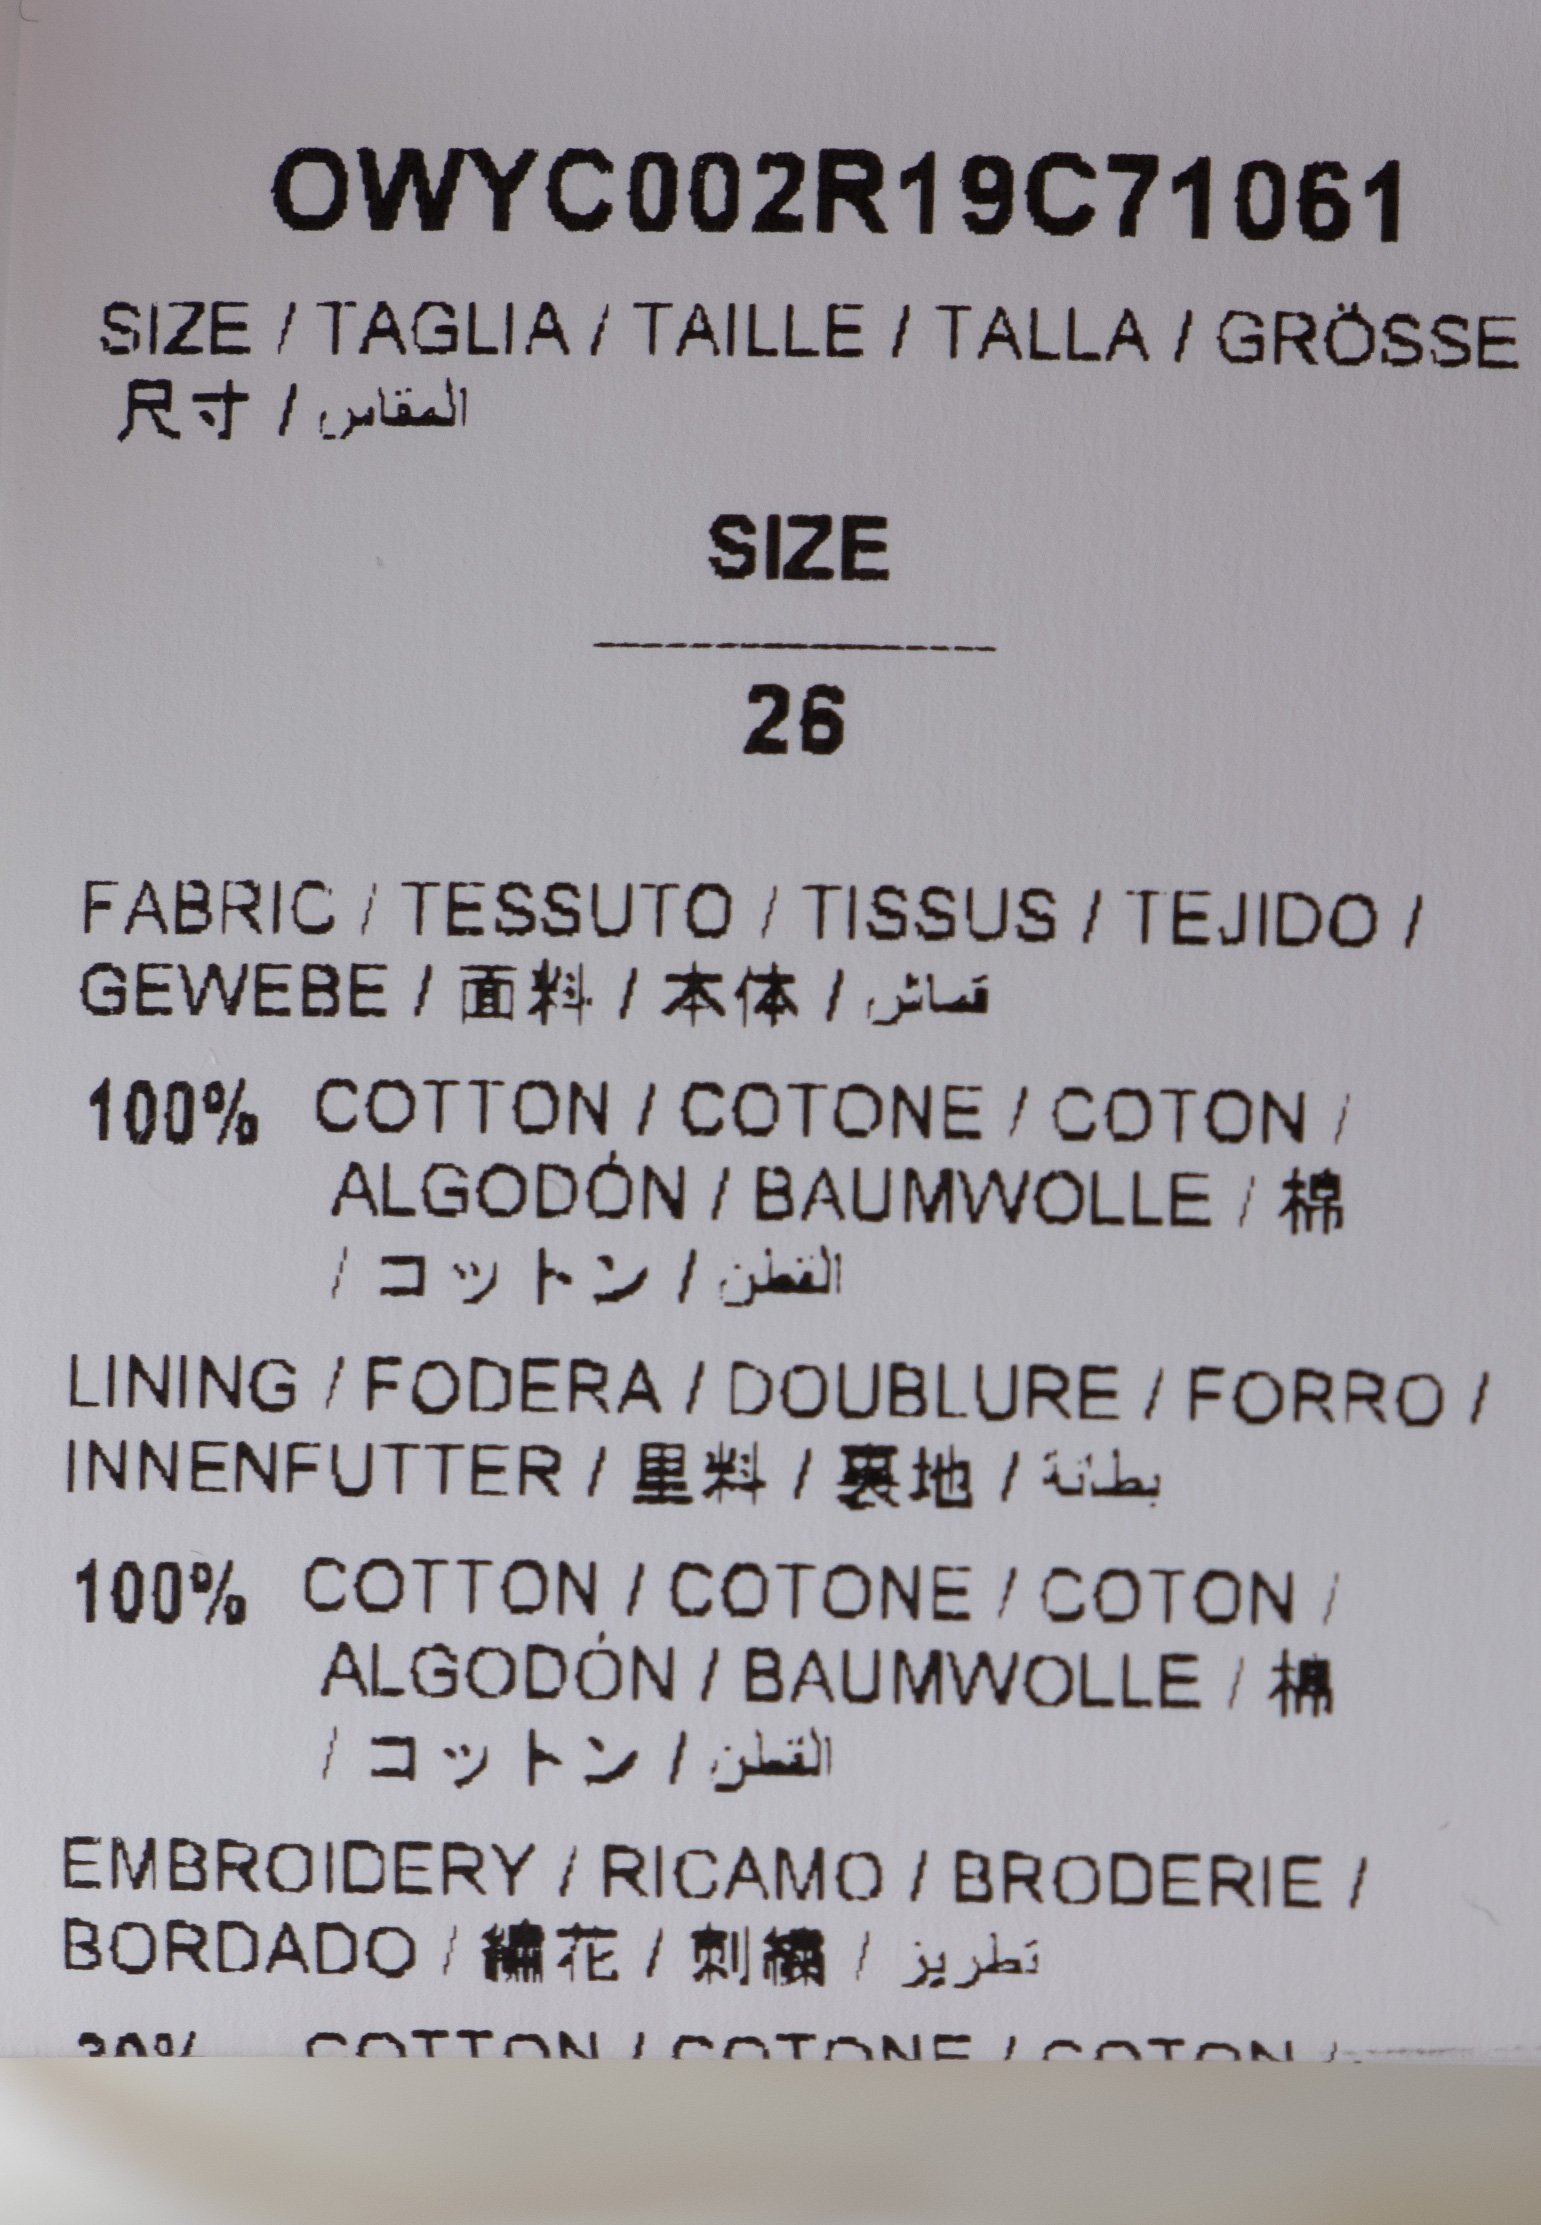 OWYC002R19C71061
SIZE / TAGLIA / TAILLE / TALLA / GRÖSSE
尺寸 / المقاس
SIZE
26
FABRIC / TESSUTO / TISSUS / TEJIDO /
GEWEBE / 面料 / 本体 / قماش
100% COTTON / COTONE / COTON /
ALGODÓN / BAUMWOLLE / 棉
/ コットン / القطن
LINING / FODERA / DOUBLURE / FORRO /
INNENFUTTER / 里料 / 裏地 / بطانة
100% COTTON / COTONE / COTON /
ALGODÓN / BAUMWOLLE / 棉
/ コットン / القطن
EMBROIDERY / RICAMO / BRODERIE /
BORDADO / 花 / 刺繍 / تطريز
COTTON / COTONE / COTON /